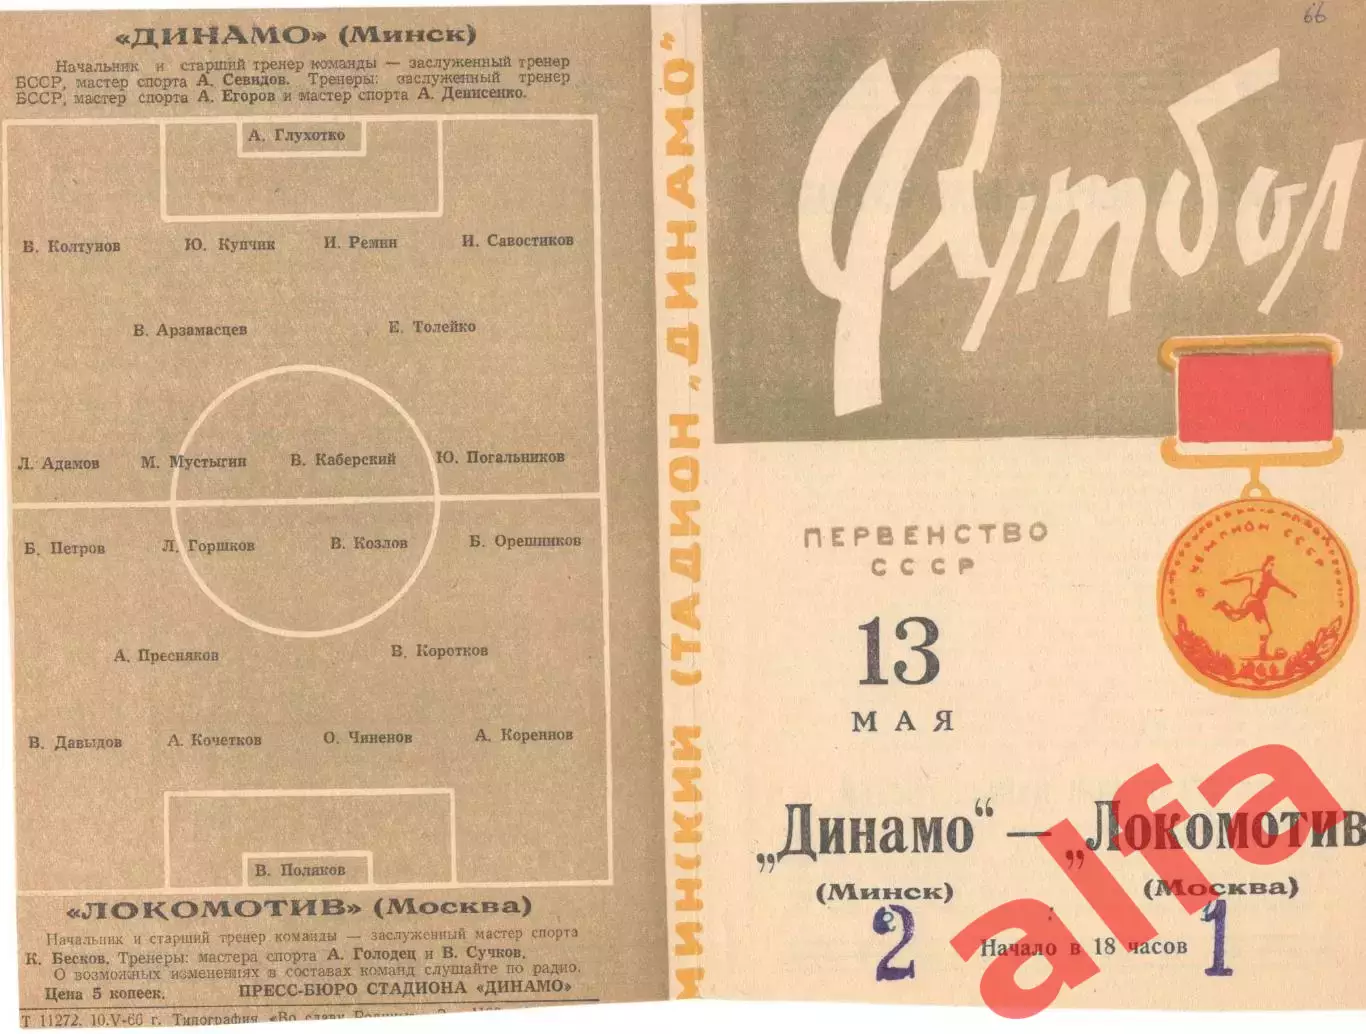 «ДИНАМО» (Минск)
Начальник и старший тренер команды — заслуженный тренер
БССР, мастер спорта А. Севидов. Тренеры: заслуженный тренер
БССР, мастер спорта А. Егоров и мастер спорта А. Денисенко.
А. Глухотко
В. Колтунов Ю. Купчик И. Ремин И. Савостиков
В. Арзамасцев Е. Толейко
Л. Адамов М. Мустыгин В. Каберский Ю. Погальников
Б. Петров Л. Горшков В. Козлов Б. Орешников
А. Пресняков В. Коротков
В. Давыдов А. Кочетков О. Чиненов А. Кореннов
В. Поляков
«ЛОКОМОТИВ» (Москва)
Начальник и старший тренер команды — заслуженный мастер спорта
К. Бесков. Тренеры: мастера спорта А. Голодец и В. Сучков.
О возможных изменениях в составах команд слушайте по радио.
Цена 5 копеек. ПРЕСС-БЮРО СТАДИОНА «ДИНАМО»
Т 11272. 10.V-66 г. Типография
МИНСКИЙ СТАДИОН „ДИНАМО"
66
Футбол
ЧЕМПИОН СССР
ПЕРВЕНСТВО
СССР
13
МАЯ
„Динамо“ — „Локомотив
(Минск) (Москва)
2 : 1
Начало в 18 часов
alfa